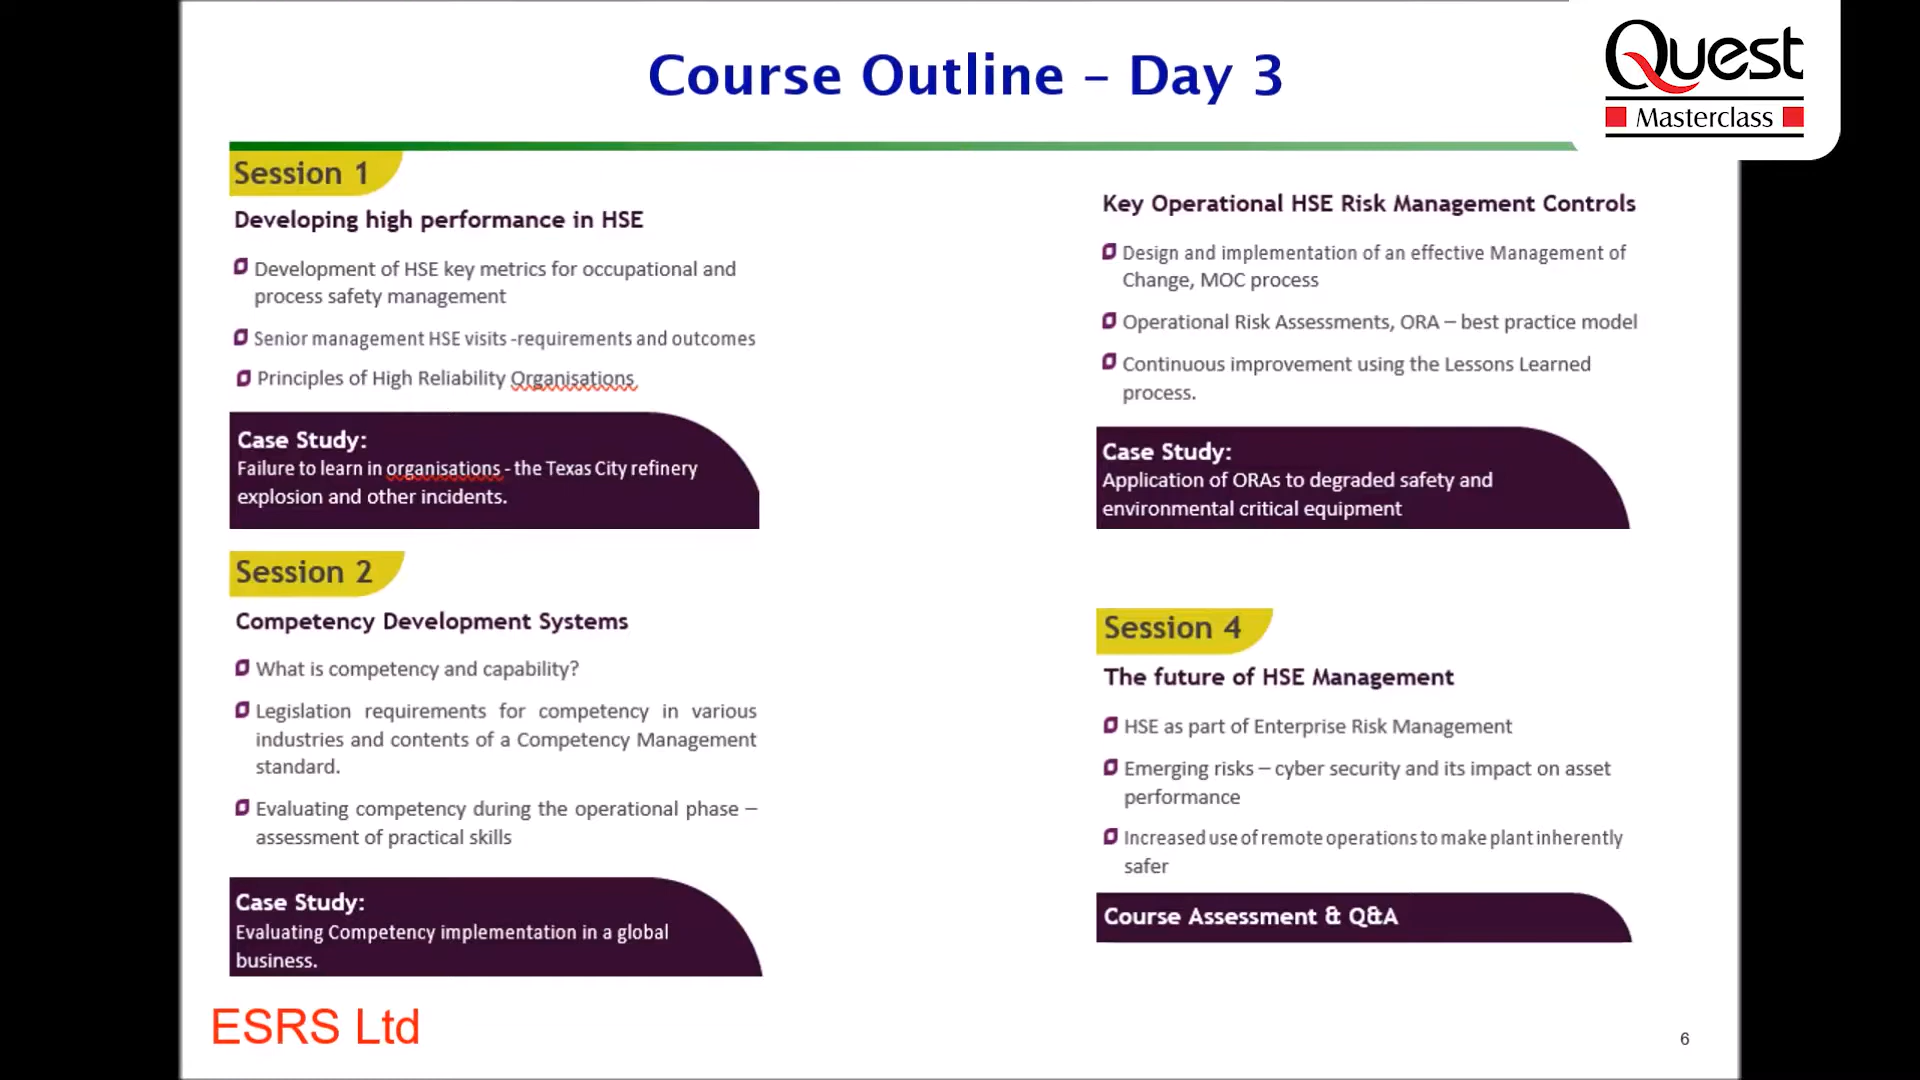 Course Outline – Day 3
Quest
Masterclass
Session 1
Developing high performance in HSE
Development of HSE key metrics for occupational and
process safety management
Senior management HSE visits -requirements and outcomes
Principles of High Reliability Organisations
Case Study:
Failure to learn in organisations - the Texas City refinery
explosion and other incidents.
Session 2
Competency Development Systems
What is competency and capability?
Legislation requirements for competency in various
industries and contents of a Competency Management
standard.
Evaluating competency during the operational phase –
assessment of practical skills
Case Study:
Evaluating Competency implementation in a global
business.
Key Operational HSE Risk Management Controls
Design and implementation of an effective Management of
Change, MOC process
Operational Risk Assessments, ORA – best practice model
Continuous improvement using the Lessons Learned
process.
Case Study:
Application of ORAs to degraded safety and
environmental critical equipment
Session 4
The future of HSE Management
HSE as part of Enterprise Risk Management
Emerging risks – cyber security and its impact on asset
performance
Increased use of remote operations to make plant inherently
safer
Course Assessment & Q&A
ESRS Ltd
6